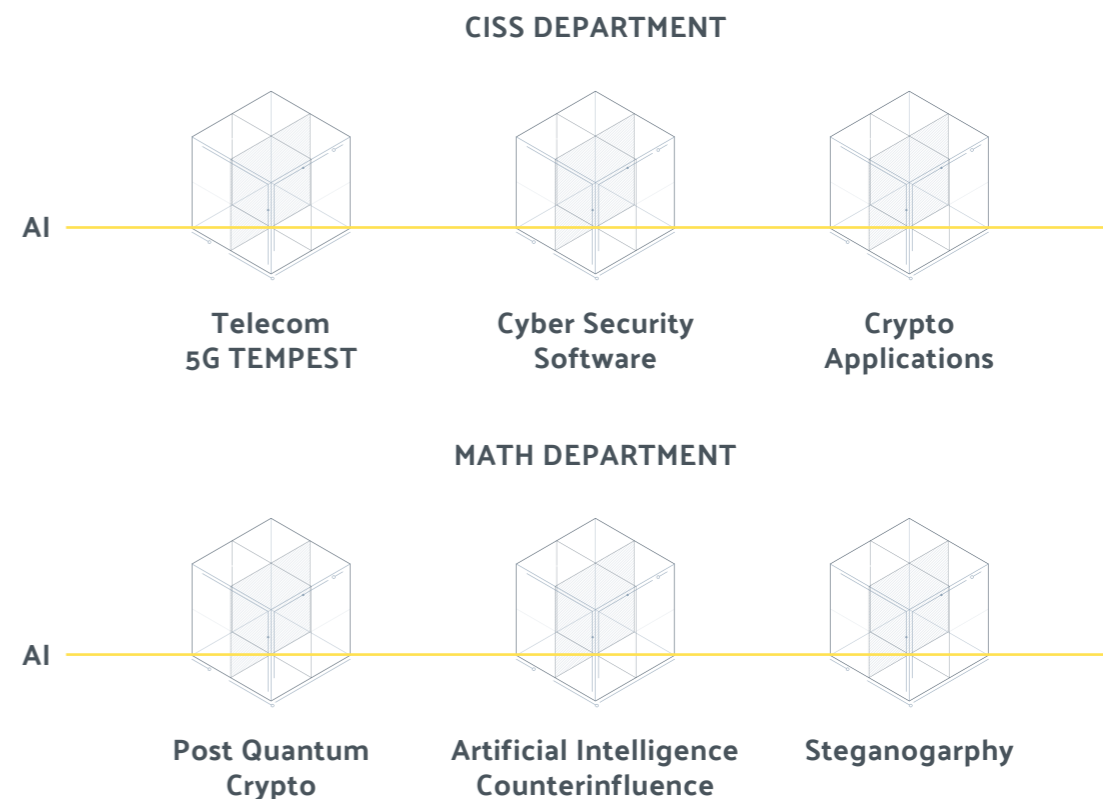 CISS DEPARTMENT
AI
Telecom
5G TEMPEST
Cyber Security
Software
Crypto
Applications
MATH DEPARTMENT
AI
Post Quantum
Crypto
Artificial Intelligence
Counterinfluence
Steganogarphy